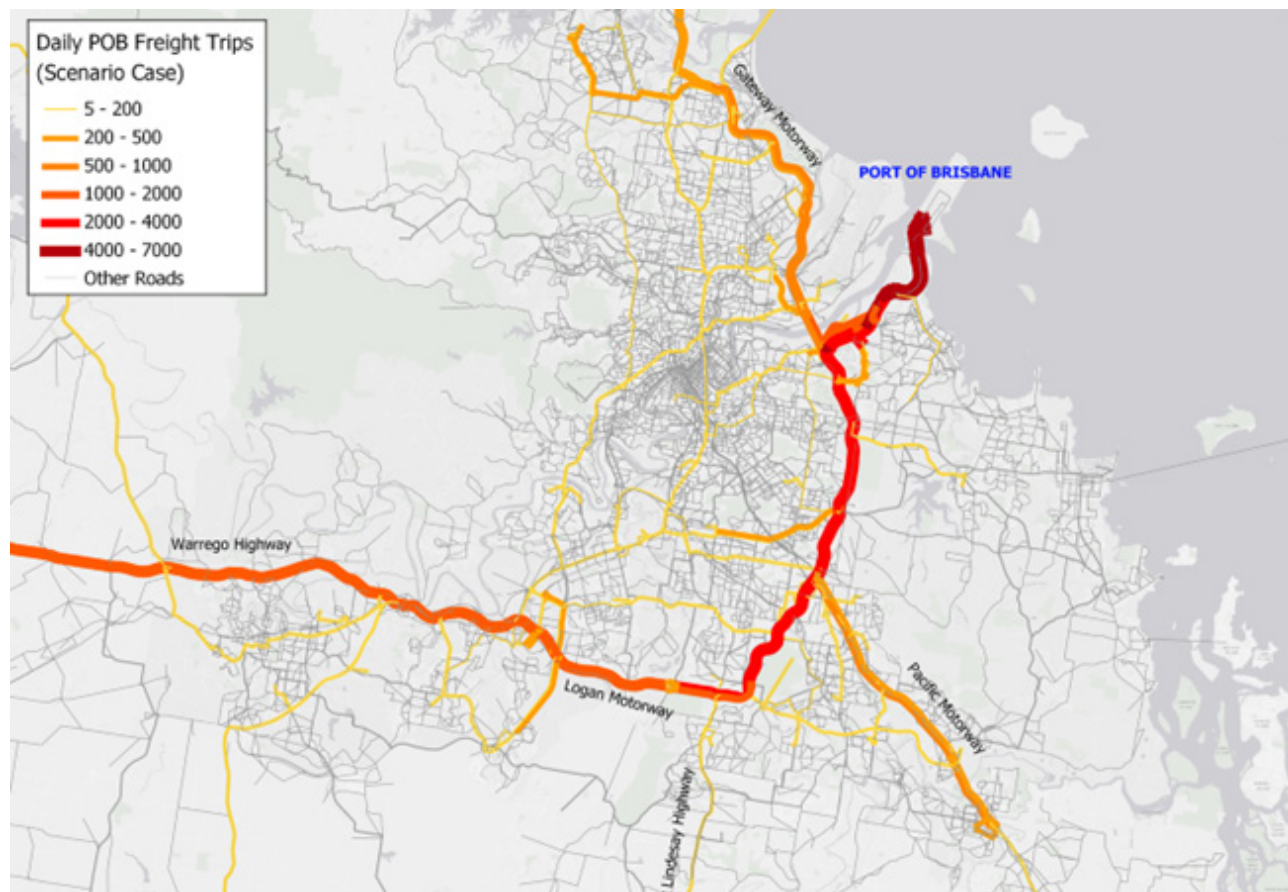 Daily POB Freight Trips
(Scenario Case)
5 - 200
200 - 500
500 - 1000
1000 - 2000
2000 - 4000
4000 - 7000
Other Roads
Gateway Motorway
PORT OF BRISBANE
Warrego Highway
Logan Motorway
Pacific Motorway
Lindesay Highway